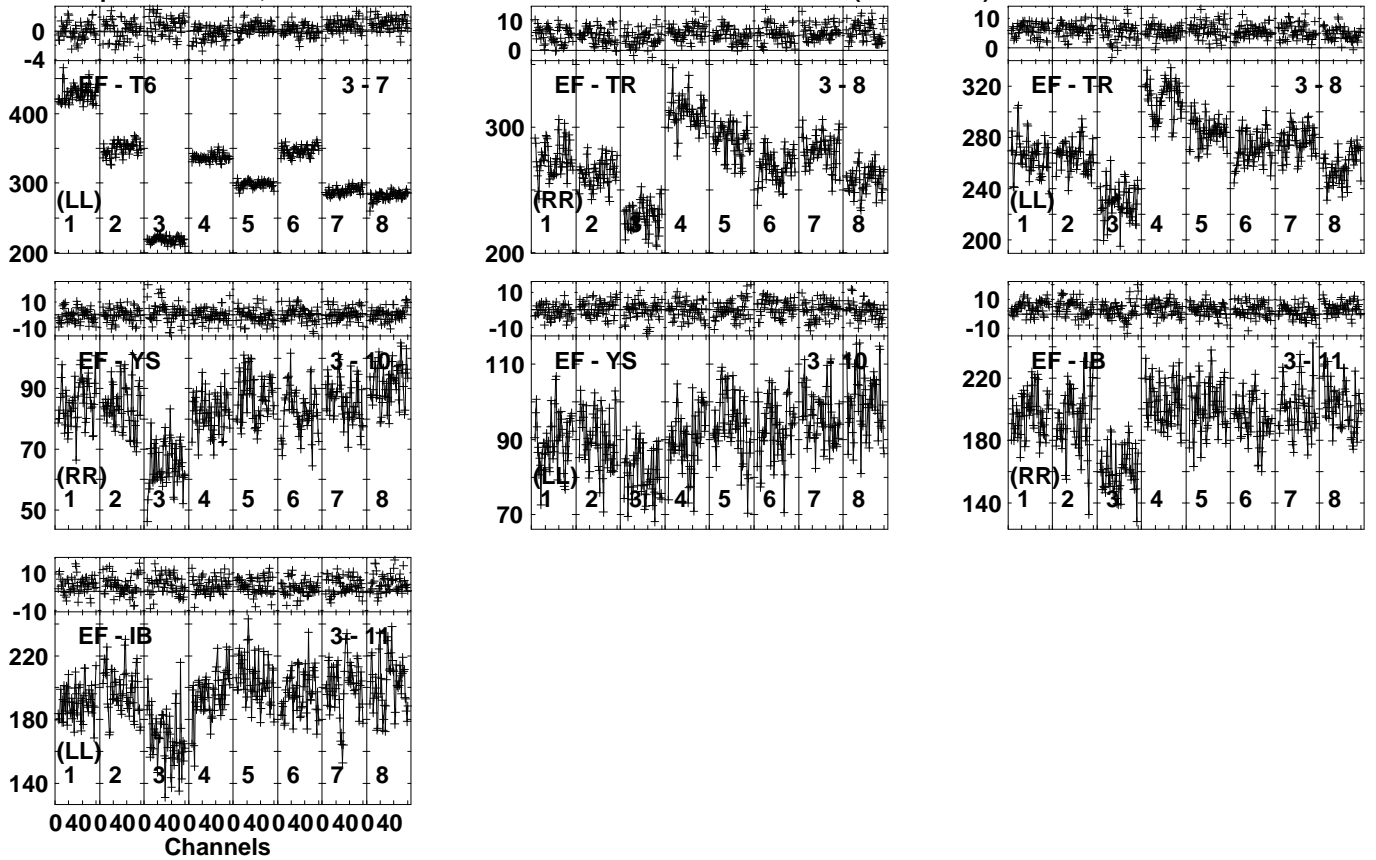 0
-4
EF - T6 3 - 7
400
300
(LL)
1 2 3 4 5 6 7 8
200
10
0
EF - TR 3 - 8
300
(RR)
1 2 3 4 5 6 7 8
200
10
0
EF - TR 3 - 8
320
280
240
(LL)
1 2 3 4 5 6 7 8
200
10
-10
EF - YS 3 - 10
90
70
(RR)
1 2 3 4 5 6 7 8
50
10
-10
EF - YS 3 - 10
110
90
(LL)
1 2 3 4 5 6 7 8
70
10
-10
EF - IB 3 - 11
220
180
(RR)
1 2 3 4 5 6 7 8
140
10
-10
EF - IB 3 - 11
220
180
(LL)
1 2 3 4 5 6 7 8
140
0 40 0 40 0 40 0 40 0 40 0 40 0 40 0 40
Channels